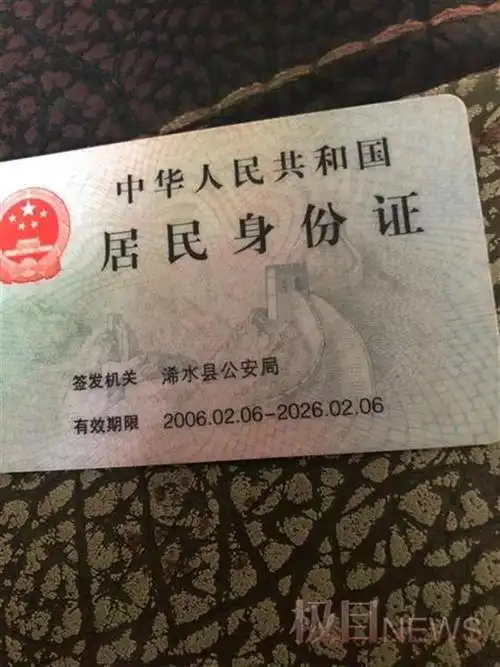 中华人民共和国
居民身份证
签发机关 浠水县公安局
有效期限 2006.02.06-2026.02.06
极目NEWS